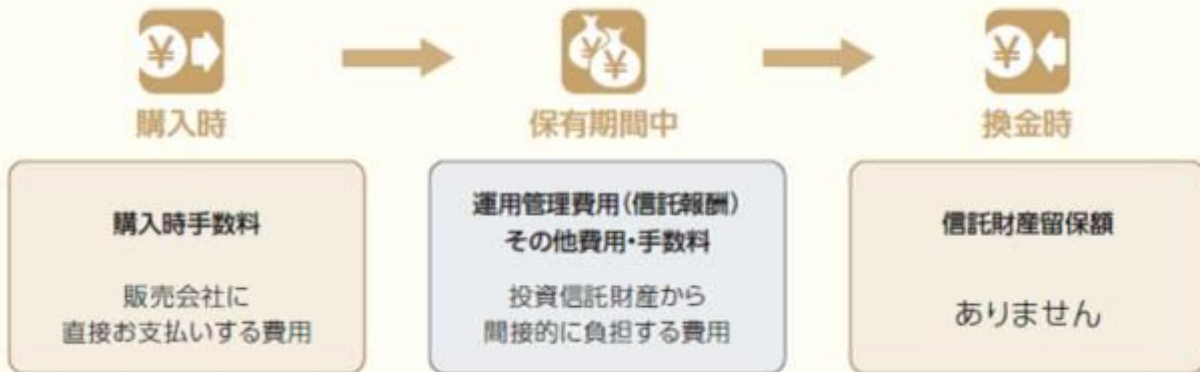 購入時
保有期間中
換金時
購入時手数料
販売会社に
直接お支払いする費用
運用管理費用(信託報酬)
その他費用・手数料
投資信託財産から
間接的に負担する費用
信託財産留保額
ありません